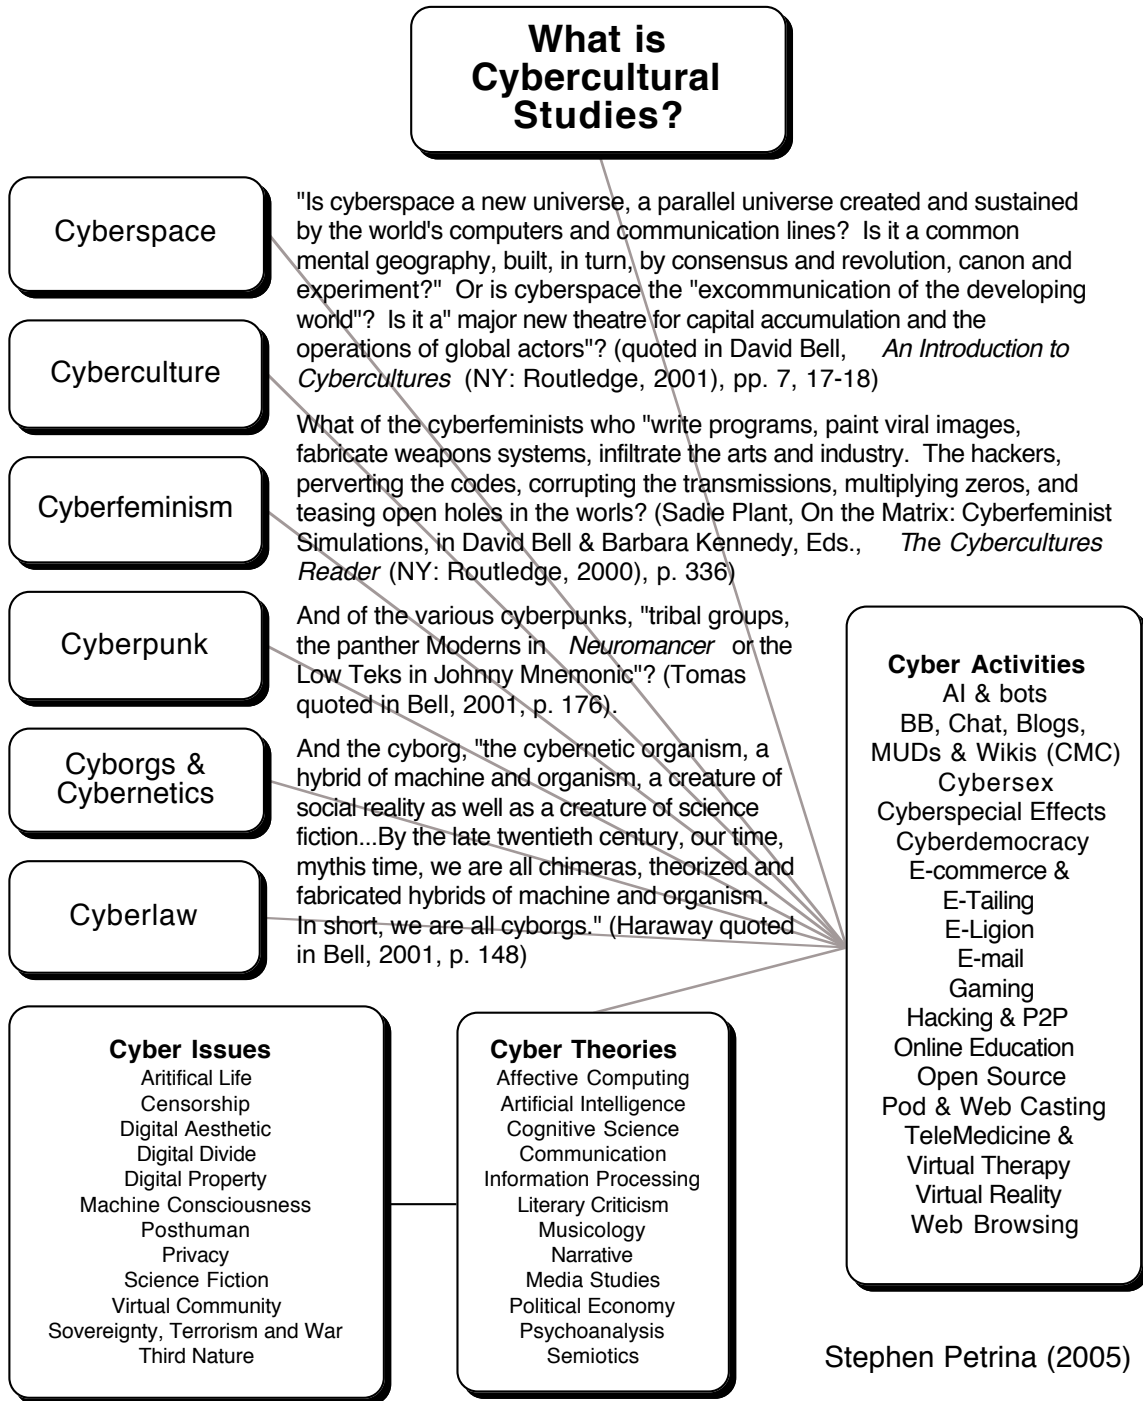 What is
Cybercultural
Studies?
Cyberspace
"Is cyberspace a new universe, a parallel universe created and sustained
by the world's computers and communication lines? Is it a common
mental geography, built, in turn, by consensus and revolution, canon and
experiment?" Or is cyberspace the "excommunication of the developing
world"? Is it a" major new theatre for capital accumulation and the
operations of global actors"? (quoted in David Bell, An Introduction to
Cybercultures (NY: Routledge, 2001), pp. 7, 17-18)
Cyberculture
What of the cyberfeminists who "write programs, paint viral images,
fabricate weapons systems, infiltrate the arts and industry. The hackers,
perverting the codes, corrupting the transmissions, multiplying zeros, and
teasing open holes in the worls? (Sadie Plant, On the Matrix: Cyberfeminist
Simulations, in David Bell & Barbara Kennedy, Eds., The Cybercultures
Reader (NY: Routledge, 2000), p. 336)
Cyberfeminism
Cyberpunk
And of the various cyberpunks, "tribal groups,
the panther Moderns in Neuromancer or the
Low Teks in Johnny Mnemonic"? (Tomas
quoted in Bell, 2001, p. 176).
Cyborgs &
Cybernetics
And the cyborg, "the cybernetic organism, a
hybrid of machine and organism, a creature of
social reality as well as a creature of science
fiction...By the late twentieth century, our time,
mythis time, we are all chimeras, theorized and
fabricated hybrids of machine and organism.
In short, we are all cyborgs." (Haraway quoted
in Bell, 2001, p. 148)
Cyberlaw
Cyber Activities
AI & bots
BB, Chat, Blogs,
MUDs & Wikis (CMC)
Cybersex
Cyberspecial Effects
Cyberdemocracy
E-commerce &
E-Tailing
E-Ligion
E-mail
Gaming
Hacking & P2P
Online Education
Open Source
Pod & Web Casting
TeleMedicine &
Virtual Therapy
Virtual Reality
Web Browsing
Cyber Issues
Aritifical Life
Censorship
Digital Aesthetic
Digital Divide
Digital Property
Machine Consciousness
Posthuman
Privacy
Science Fiction
Virtual Community
Sovereignty, Terrorism and War
Third Nature
Cyber Theories
Affective Computing
Artificial Intelligence
Cognitive Science
Communication
Information Processing
Literary Criticism
Musicology
Narrative
Media Studies
Political Economy
Psychoanalysis
Semiotics
Stephen Petrina (2005)